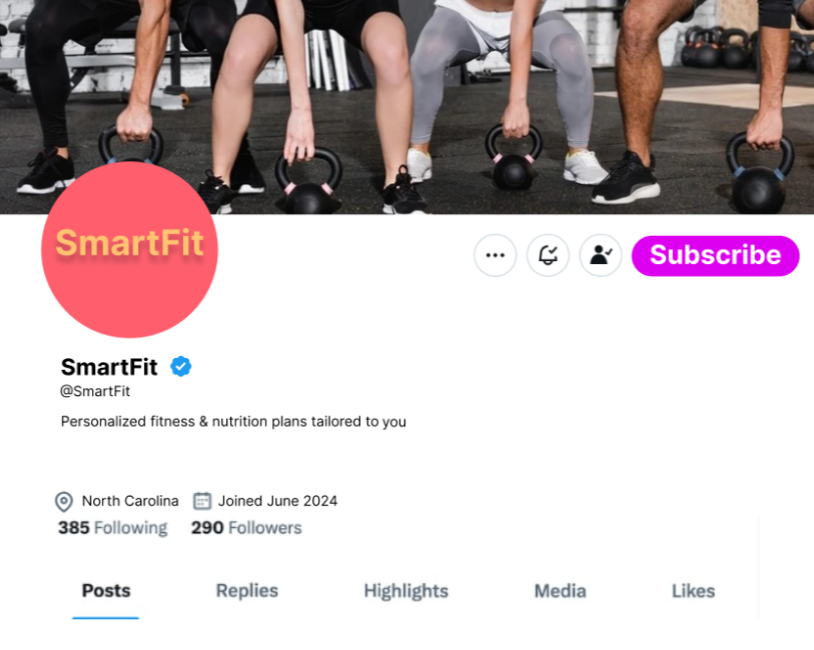 SmartFit
Subscribe
SmartFit
@SmartFit
Personalized fitness & nutrition plans tailored to you
North Carolina Joined June 2024
385 Following 290 Followers
Posts Replies Highlights Media Likes